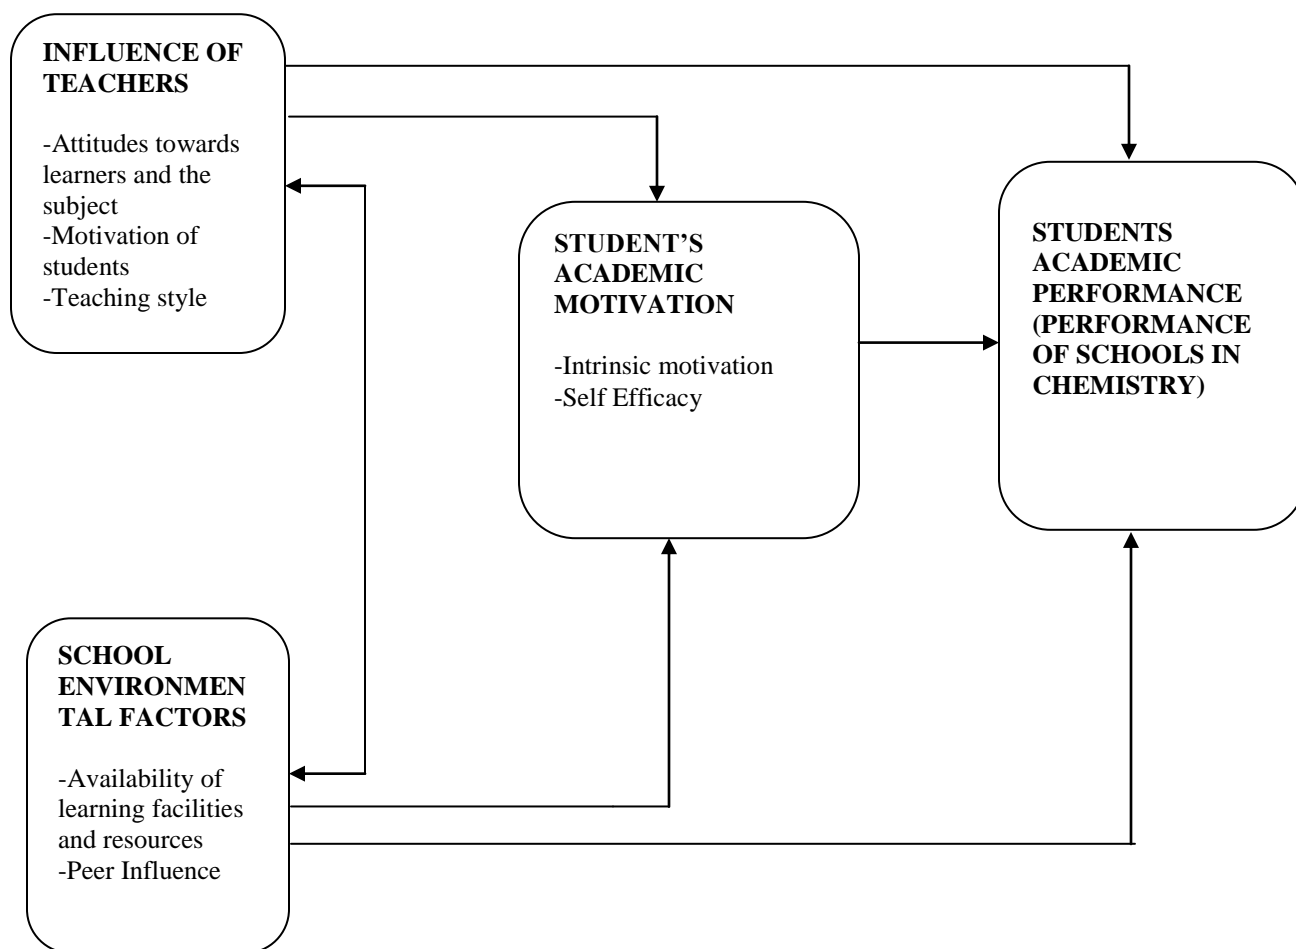 INFLUENCE OF
TEACHERS
-Attitudes towards
learners and the
subject
-Motivation of
students
-Teaching style
STUDENT’S
ACADEMIC
MOTIVATION
-Intrinsic motivation
-Self Efficacy
STUDENTS
ACADEMIC
PERFORMANCE
(PERFORMANCE
OF SCHOOLS IN
CHEMISTRY)
SCHOOL
ENVIRONMEN
TAL FACTORS
-Availability of
learning facilities
and resources
-Peer Influence